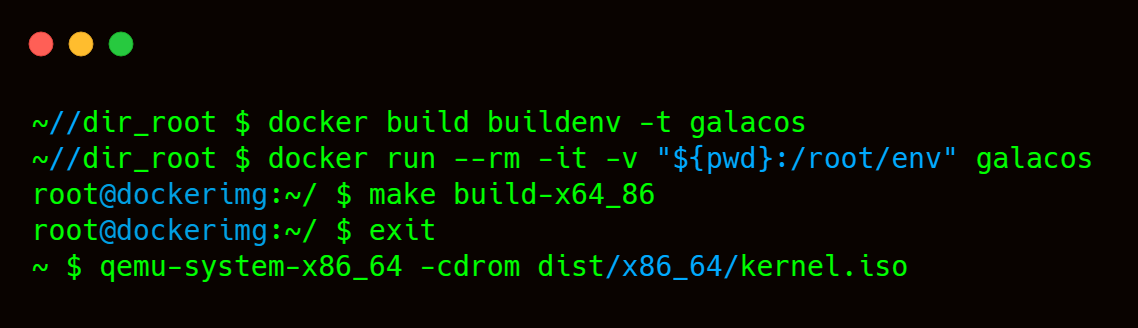 ~//dir_root $ docker build buildenv -t galacos
~//dir_root $ docker run --rm -it -v "${pwd}:/root/env" galacos
root@dockerimg:~/ $ make build-x64_86
root@dockerimg:~/ $ exit
~ $ qemu-system-x86_64 -cdrom dist/x86_64/kernel.iso